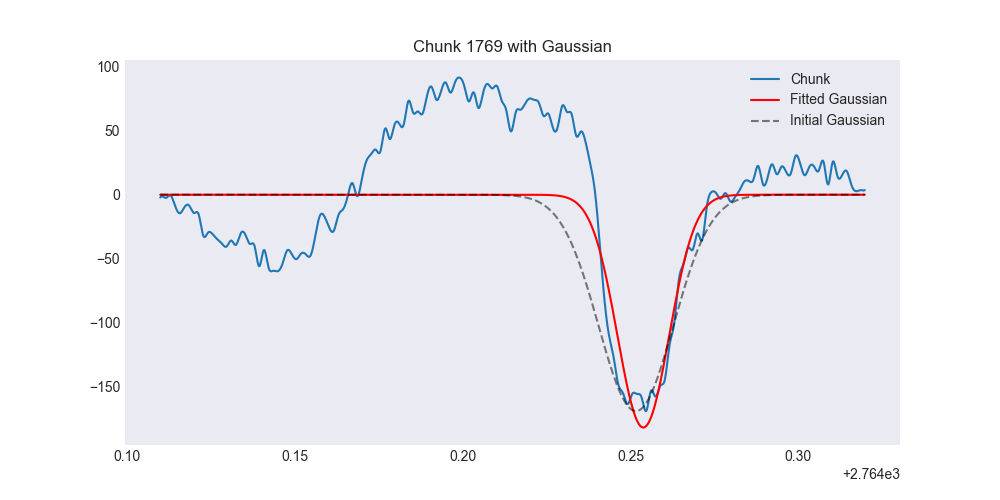 Chunk 1769 with Gaussian
100
50
0
−50
−100
−150
Chunk
Fitted Gaussian
Initial Gaussian
0.10 0.15 0.20 0.25 0.30
+2.764e3